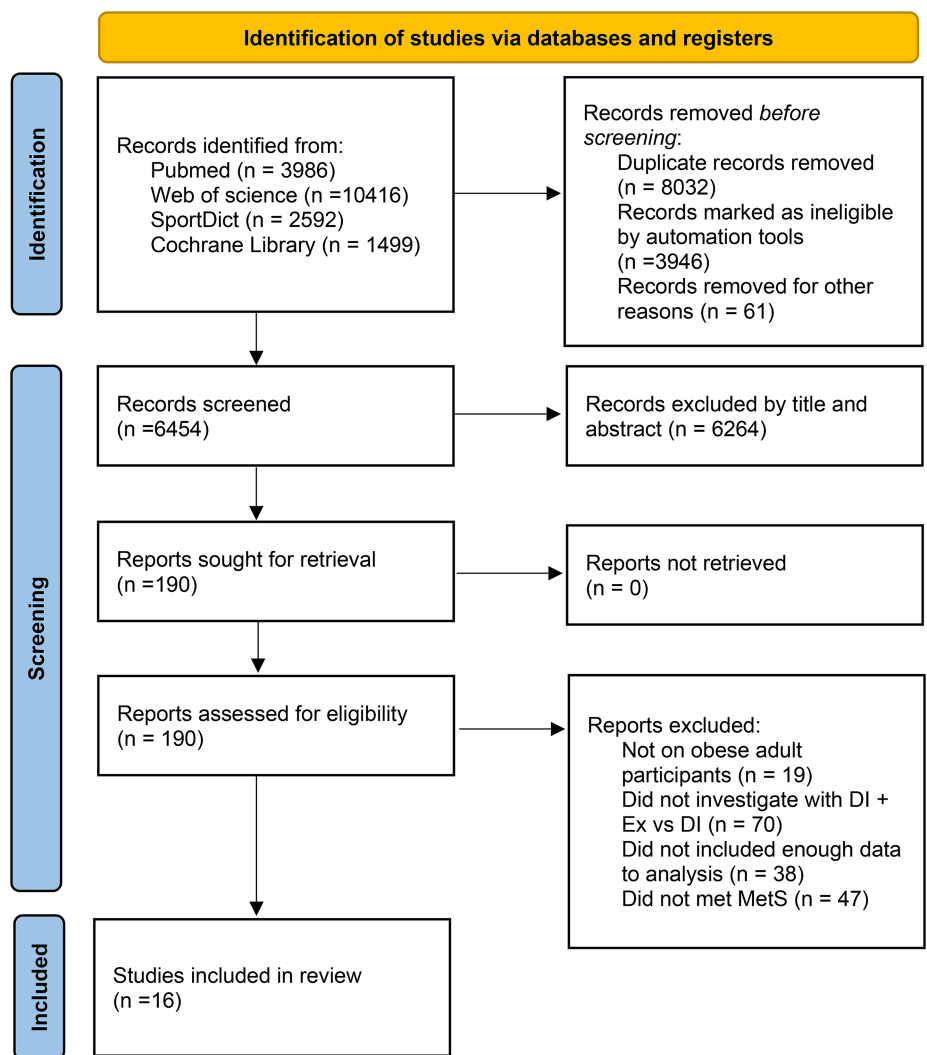 Identification of studies via databases and registers
Identification
Records identified from:
Pubmed (n = 3986)
Web of science (n =10416)
SportDict (n = 2592)
Cochrane Library (n = 1499)
Records removed before
screening:
Duplicate records removed
(n = 8032)
Records marked as ineligible
by automation tools
(n =3946)
Records removed for other
reasons (n = 61)
Screening
Records screened
(n =6454)
Records excluded by title and
abstract (n = 6264)
Reports sought for retrieval
(n =190)
Reports not retrieved
(n = 0)
Reports assessed for eligibility
(n = 190)
Reports excluded:
Not on obese adult
participants (n = 19)
Did not investigate with DI +
Ex vs DI (n = 70)
Did not included enough data
to analysis (n = 38)
Did not met MetS (n = 47)
Included
Studies included in review
(n =16)